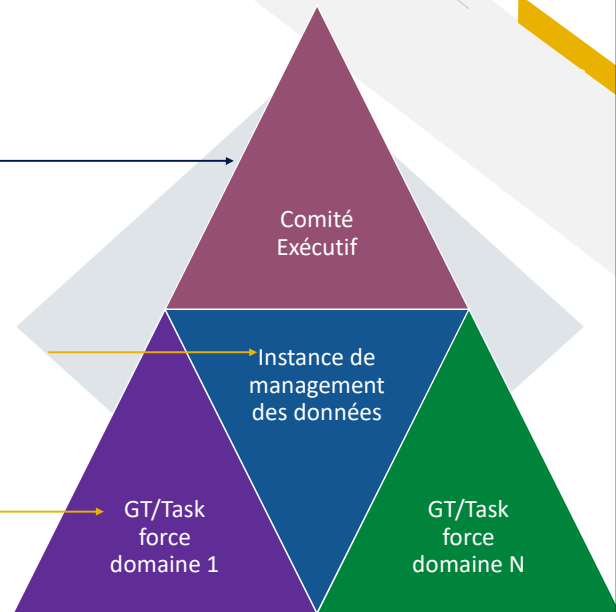 Comité
Exécutif
Instance de
management
des données
GT/Task
force
domaine 1
GT/Task
force
domaine N